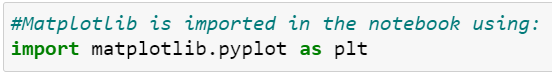 #Matplotlib is imported in the notebook using:
import matplotlib.pyplot as plt